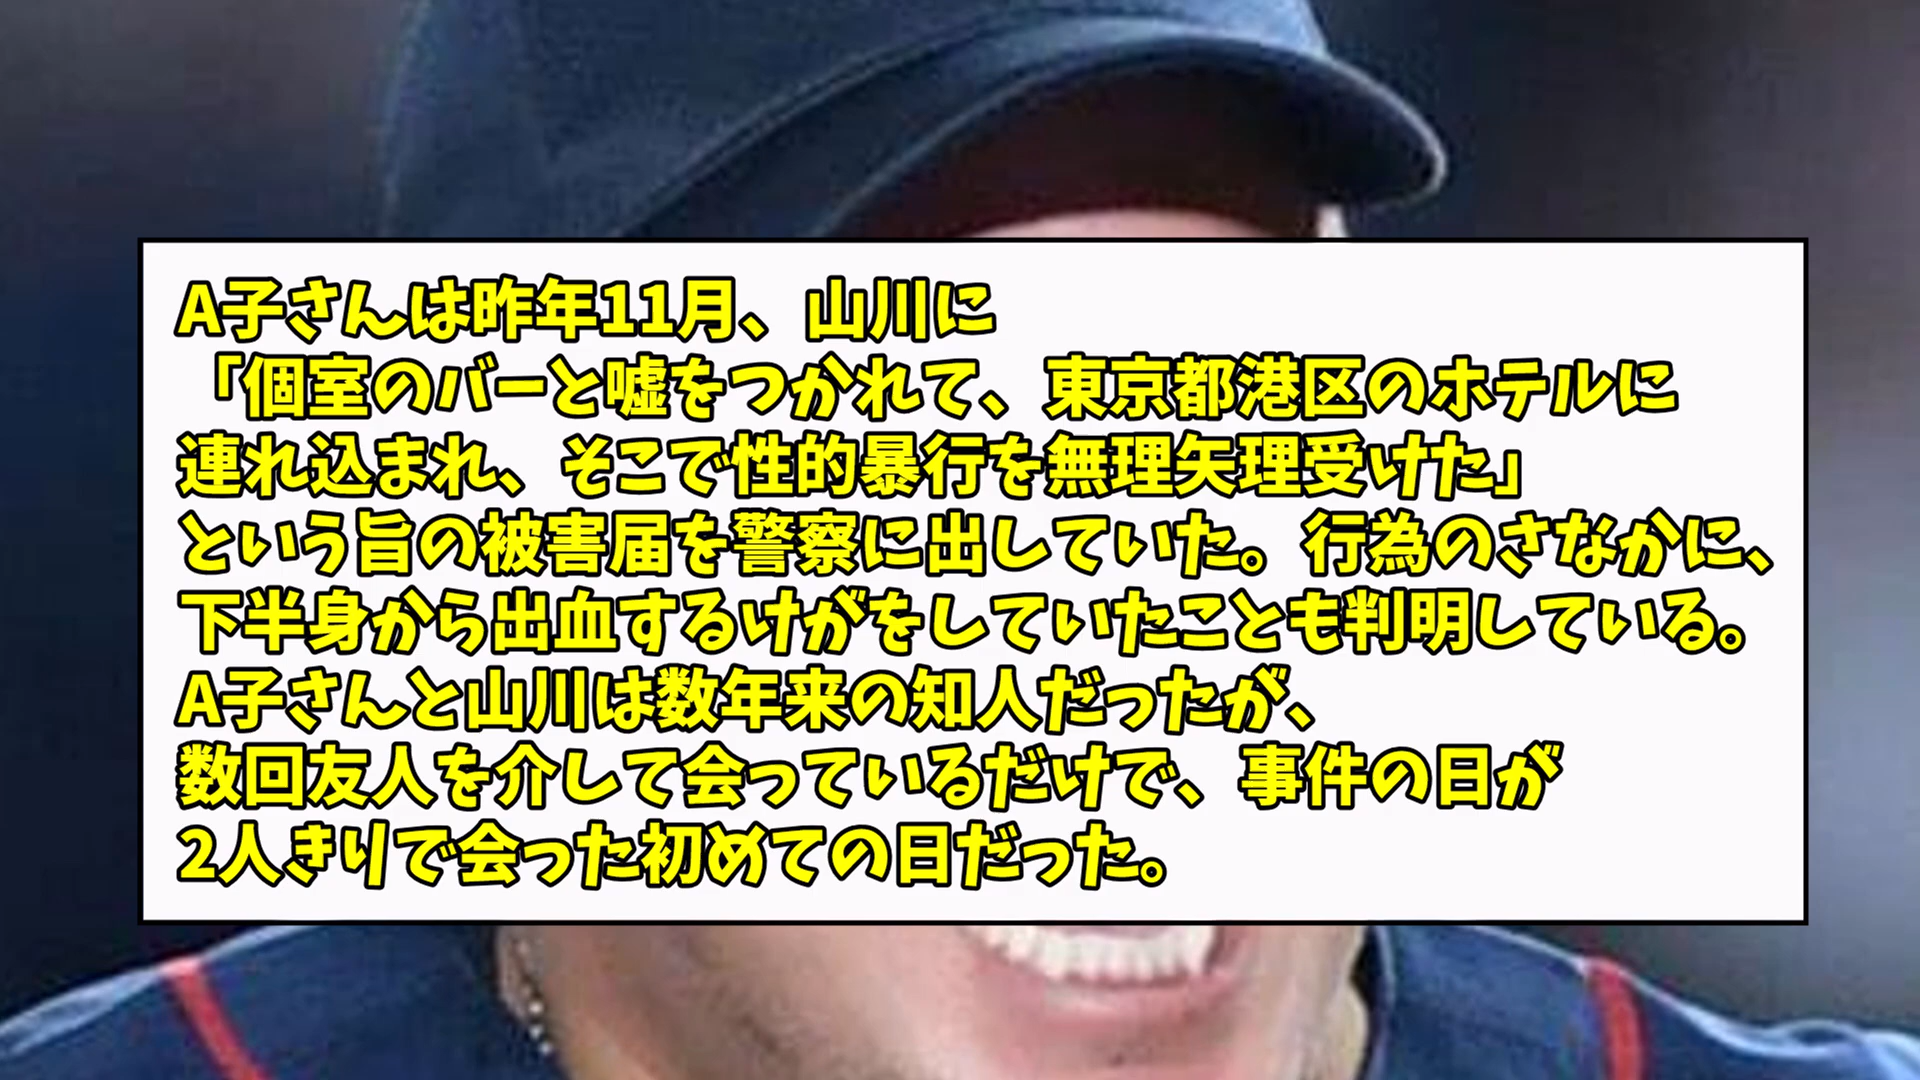 A子さんは昨年11月、山川に
「個室のバーと嘘をつかれて、東京都港区のホテルに
連れ込まれ、そこで性的暴行を無理矢理受けた」
という旨の被害届を警察に出していた。行為のさなかに、
下半身から出血するけがをしていたことも判明している。
A子さんと山川は数年来の知人だったが、
数回友人を介して会っているだけで、事件の日が
2人きりで会った初めての日だった。